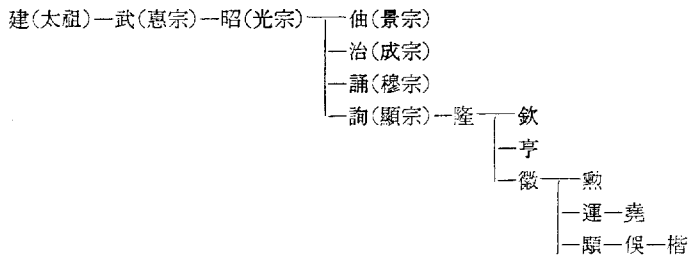 建(太祖)—武(惠宗)—昭(光宗)—伷(景宗)
—治(成宗)
—誦(穆宗)
—詢(顯宗)—隆—欽
—亨
—徽—勳
—運—堯
—顒—俁—楷